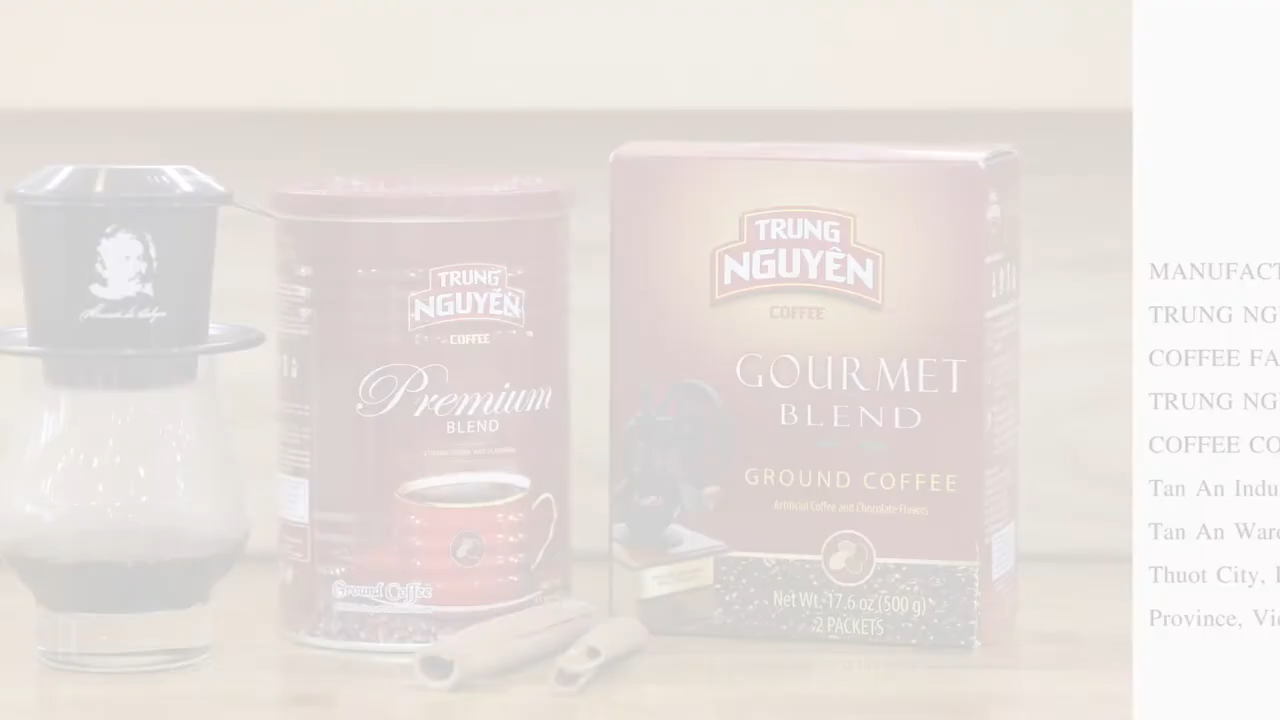 TRUNG
NGUYÊN
COFFEE
Premium
BLEND
Ground Coffee
TRUNG
NGUYÊN
COFFEE
GOURMET
BLEND
GROUND COFFEE
Artificial Coffee and Chocolate Flavors
Net Wt. 17.6 oz (500 g)
2 PACKETS
MANUFACT
TRUNG NG
COFFEE FA
TRUNG NG
COFFEE CO
Tan An Indu
Tan An Ward
Thuot City,
Province, Vi